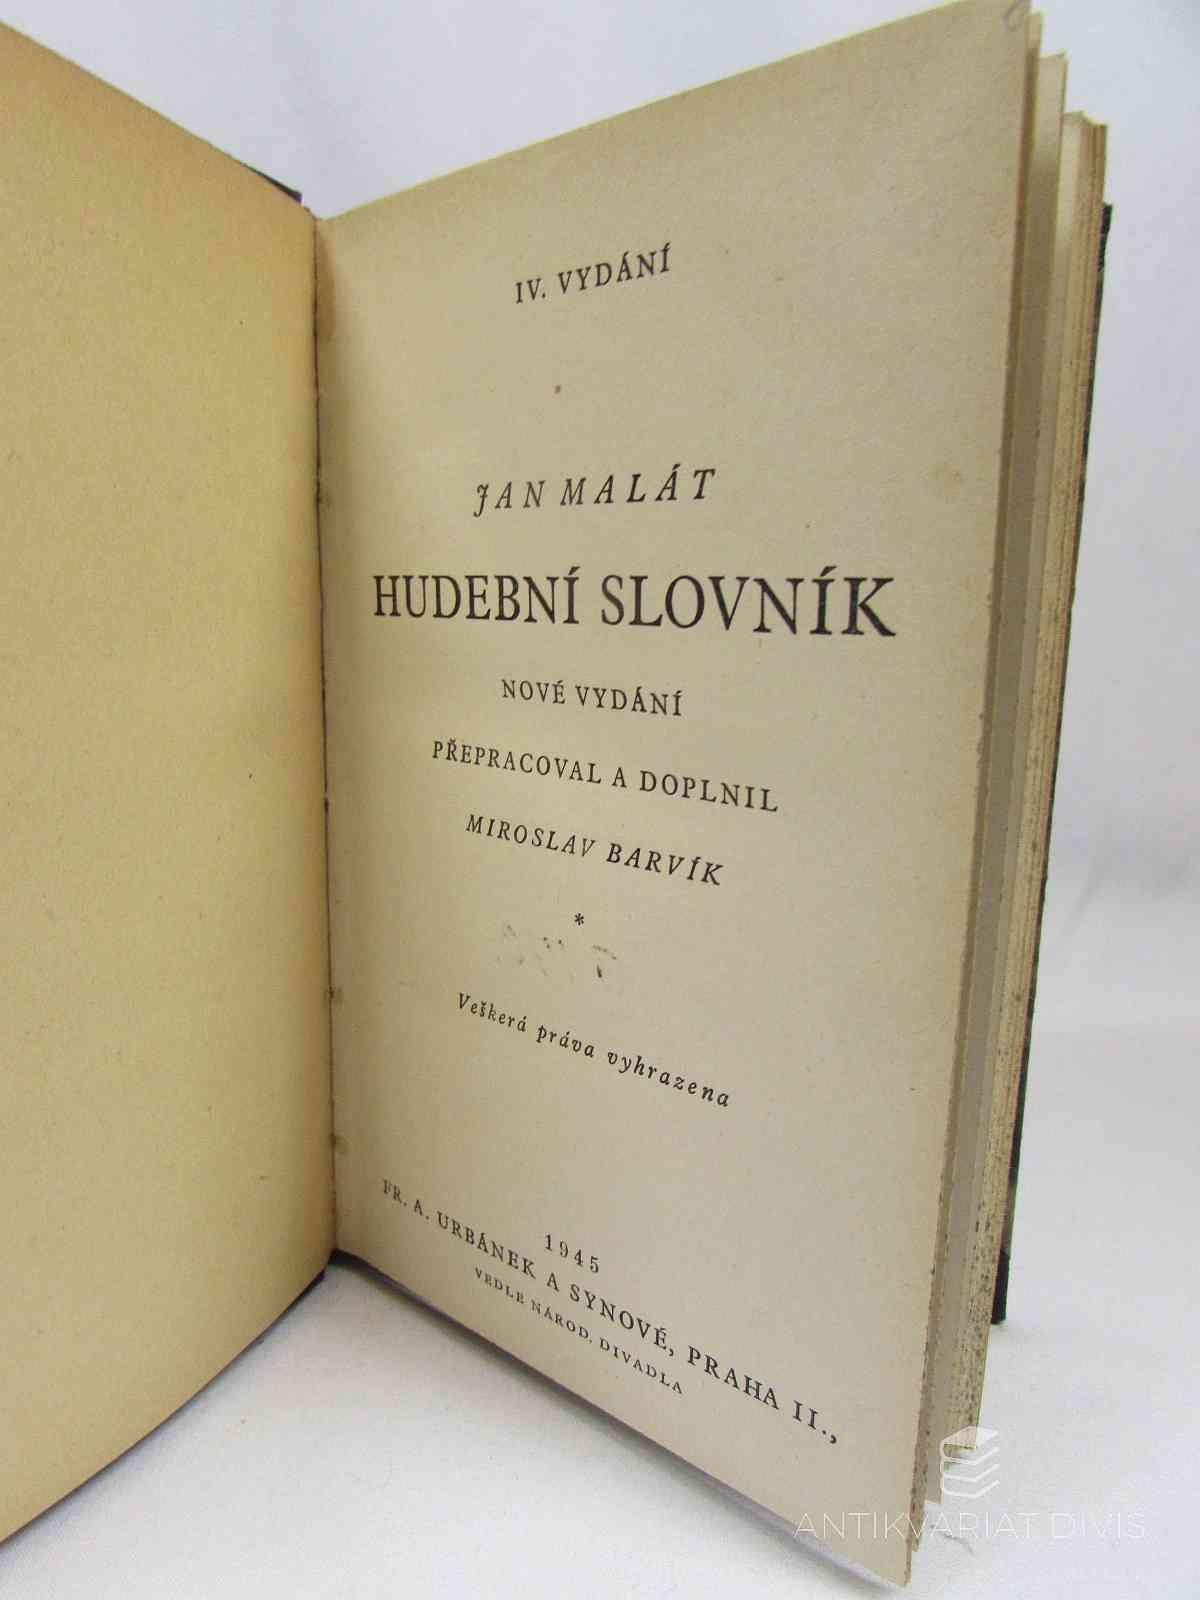 IV. VYDÁNÍ
JAN MALÁT
HUDEBNÍ SLOVNÍK
NOVÉ VYDÁNÍ
PŘEPRACOVAL A DOPLNIL
MIROSLAV BARVÍK
*
Veškerá práva vyhrazena
1945
FR. A. URBÁNEK A SYNOVÉ, PRAHA II.,
VEDLE NÁROD. DIVADLA
ANTIKVARIAT DIVIS